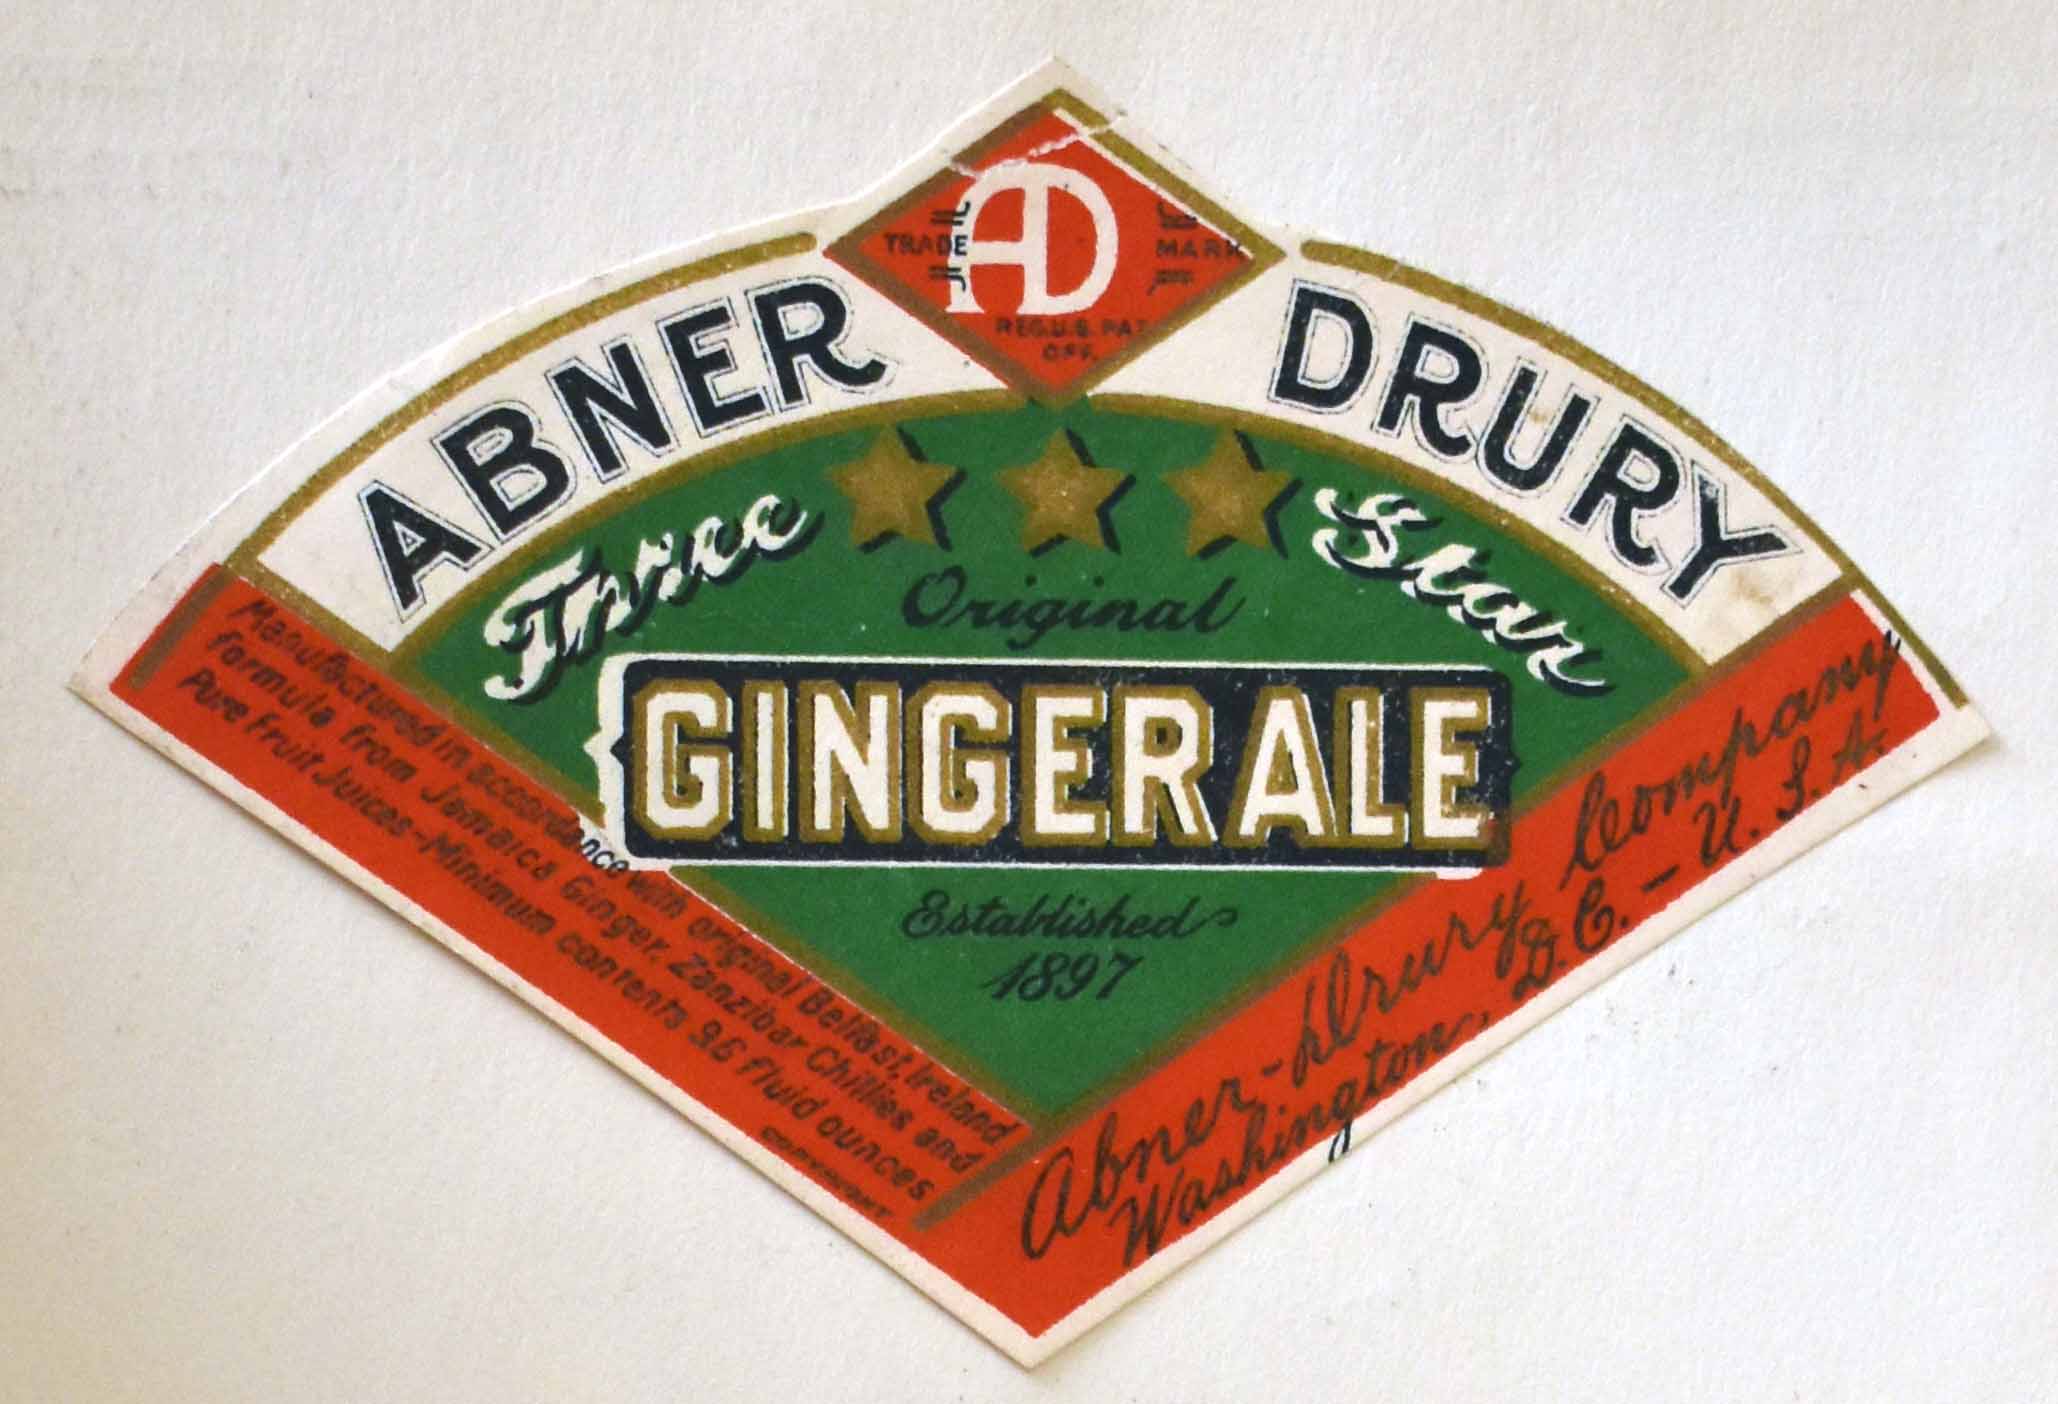 AD
TRADE MARK
REG.U.S. PAT.
OFF.
ABNER DRURY
Three Star
Original
GINGER ALE
Established
1897
Manufactured in accordance with original Belfast, Ireland
formula from Jamaica Ginger, Zanzibar Chillies and
Pure Fruit Juices-Minimum contents 9.6 fluid ounces
COPYRIGHT
Abner-Drury Company
Washington, D.C. - U.S.A.